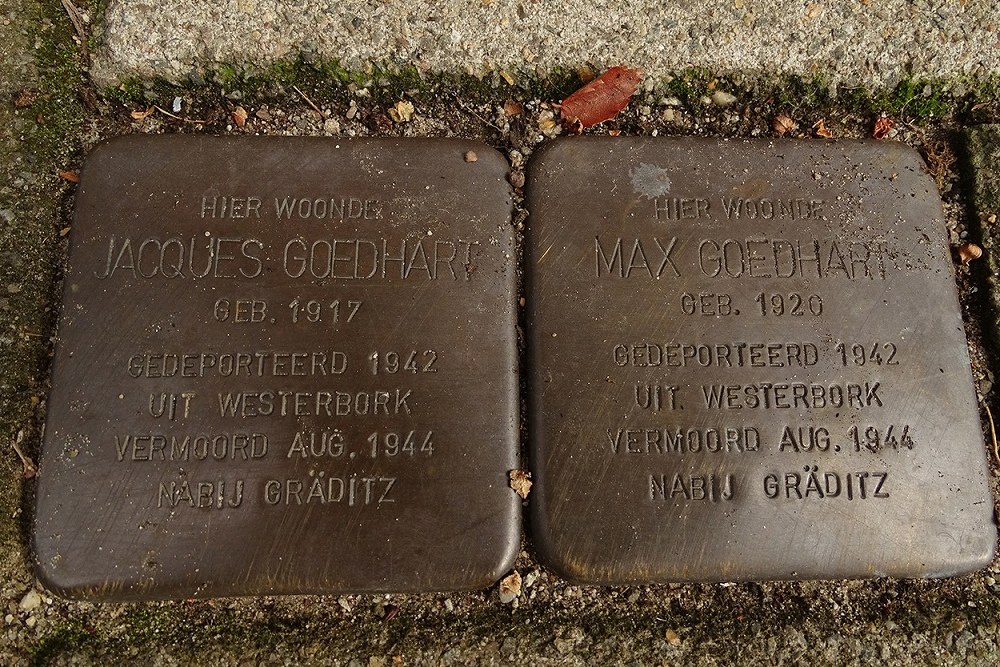 HIER WOONDE
JACQUES GOEDHART
GEB. 1917
GEDEPORTEERD 1942
UIT WESTERBORK
VERMOORD AUG. 1944
NABIJ GRÄDITZ
HIER WOONDE
MAX GOEDHART
GEB. 1920
GEDEPORTEERD 1942
UIT WESTERBORK
VERMOORD AUG. 1944
NABIJ GRÄDITZ